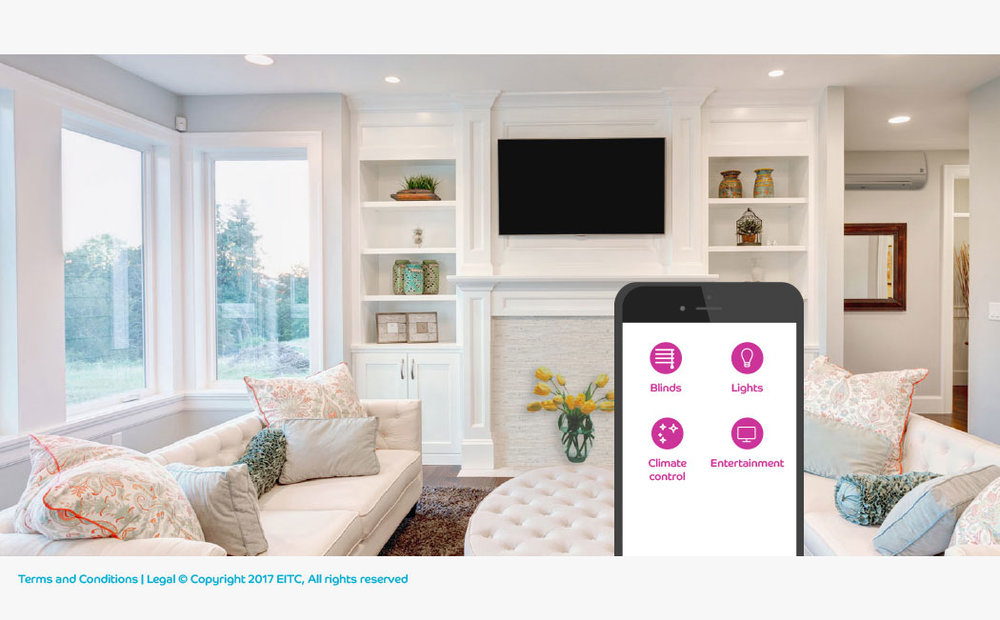 Blinds
Lights
Climate
control
Entertainment
Terms and Conditions | Legal © Copyright 2017 EITC, All rights reserved